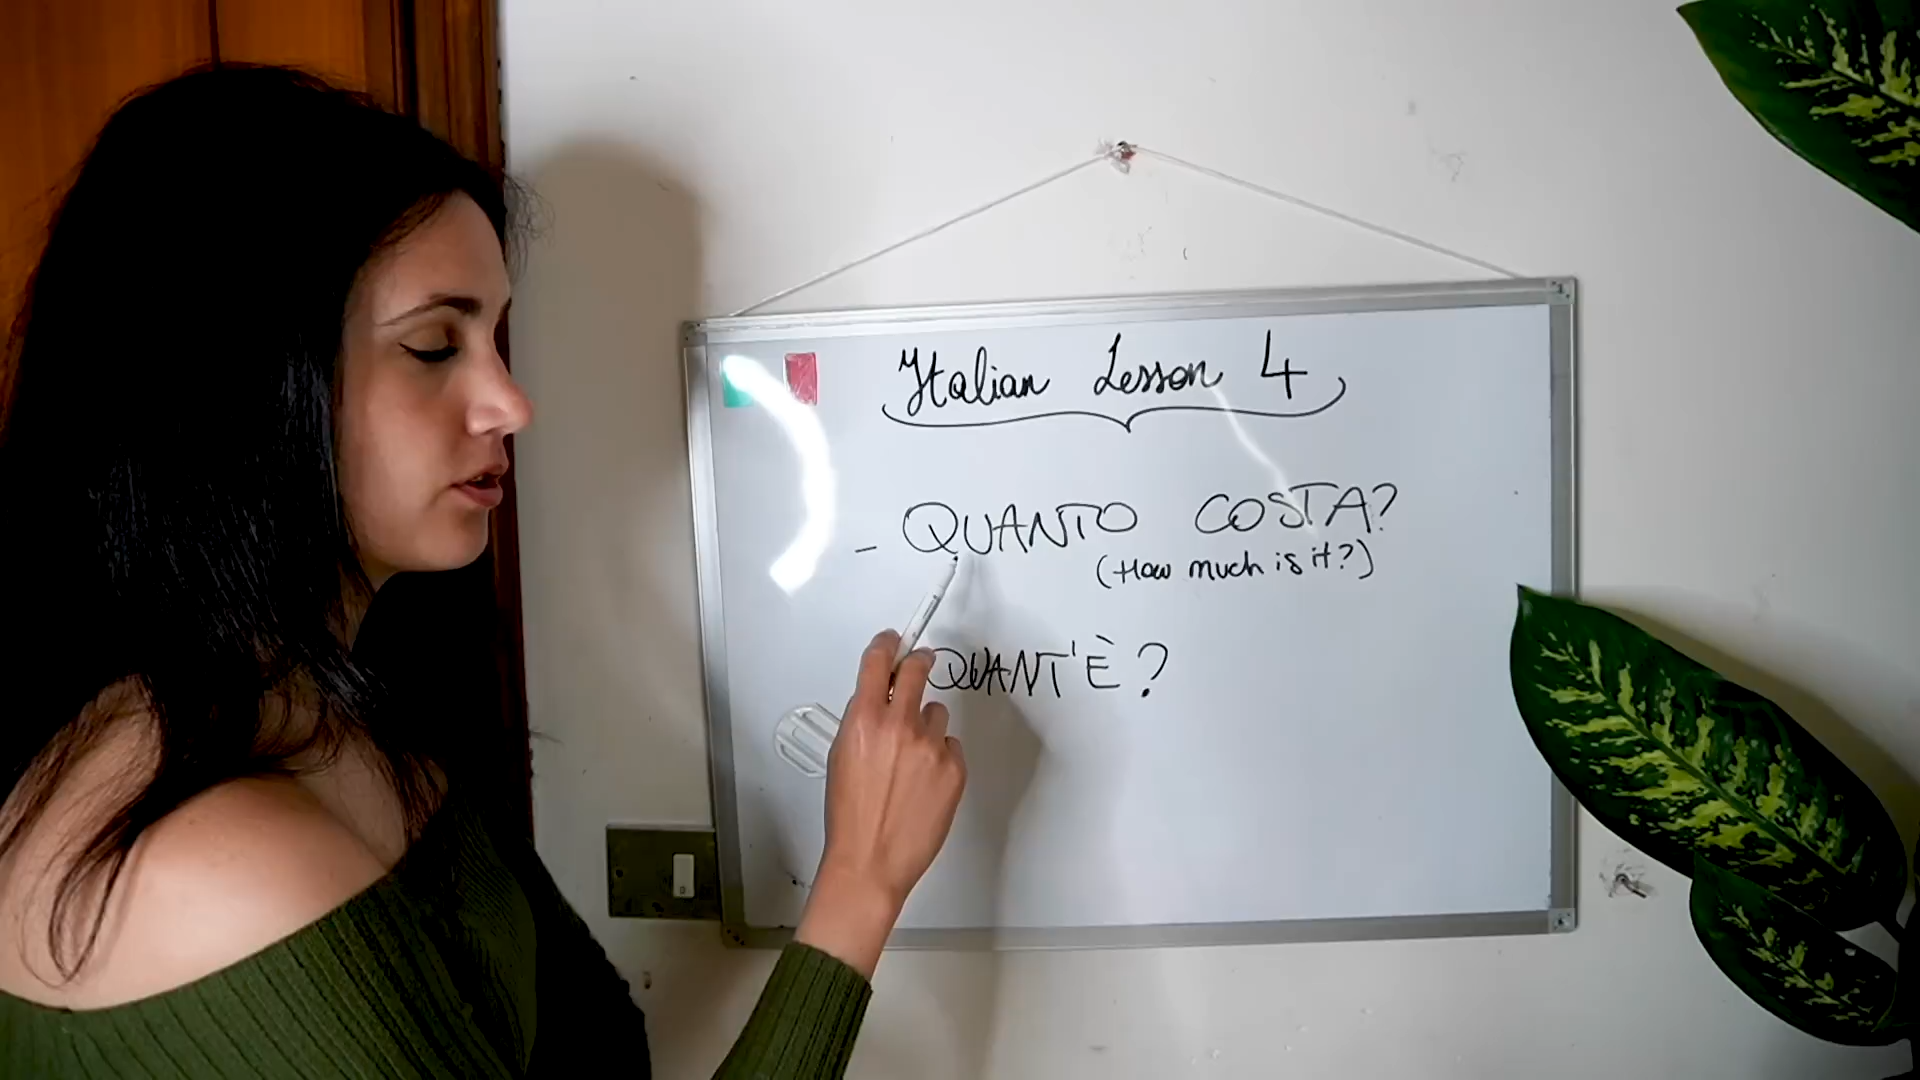 Italian Lesson 4
- QUANTO COSTA?
(How much is it?)
QUANT'È?